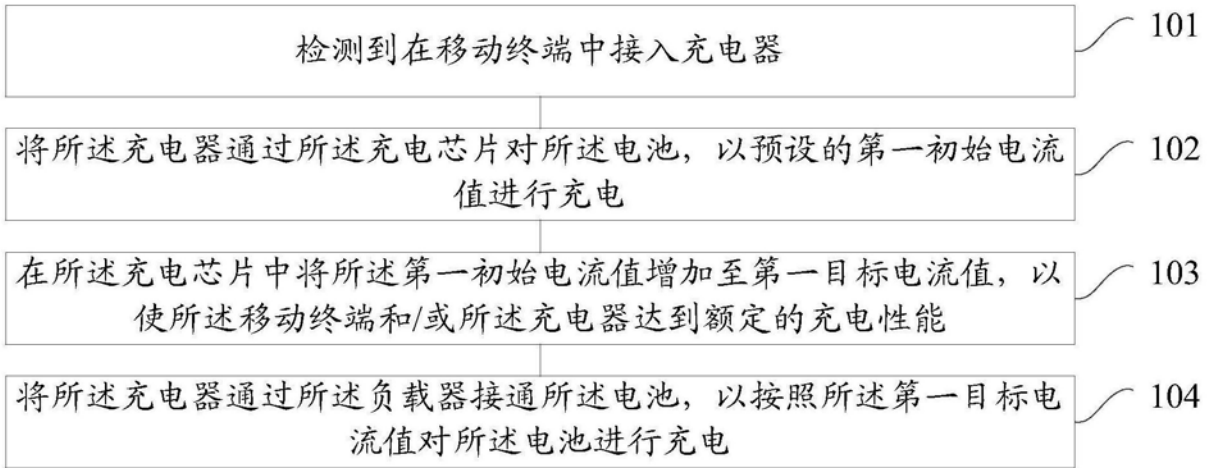 检测到在移动终端中接入充电器
101
将所述充电器通过所述充电芯片对所述电池，以预设的第一初始电流
值进行充电
102
在所述充电芯片中将所述第一初始电流值增加至第一目标电流值，以
使所述移动终端和/或所述充电器达到额定的充电性能
103
将所述充电器通过所述负载器接通所述电池，以按照所述第一目标电
流值对所述电池进行充电
104